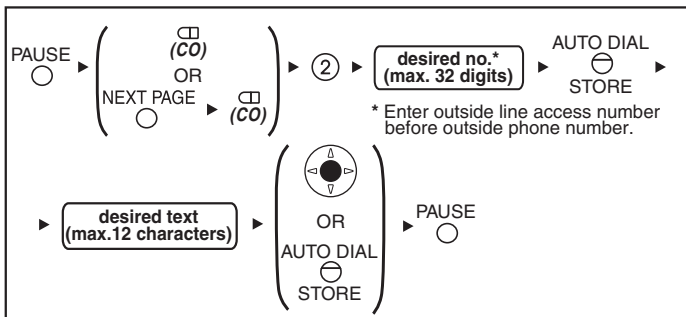 PAUSE
(CO)
OR
NEXT PAGE
(CO)
2
desired no.*
(max. 32 digits)
AUTO DIAL
STORE
* Enter outside line access number
before outside phone number.
desired text
(max.12 characters)
OR
AUTO DIAL
STORE
PAUSE